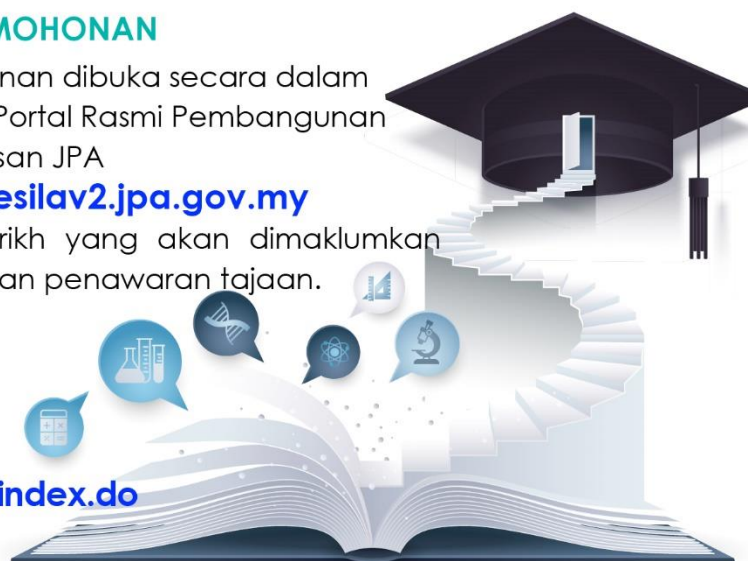 MOHONAN
nan dibuka secara dalam
Portal Rasmi Pembangunan
san JPA
esilav2.jpa.gov.my
rikh yang akan dimaklumkan
an penawaran tajaan.
index.do